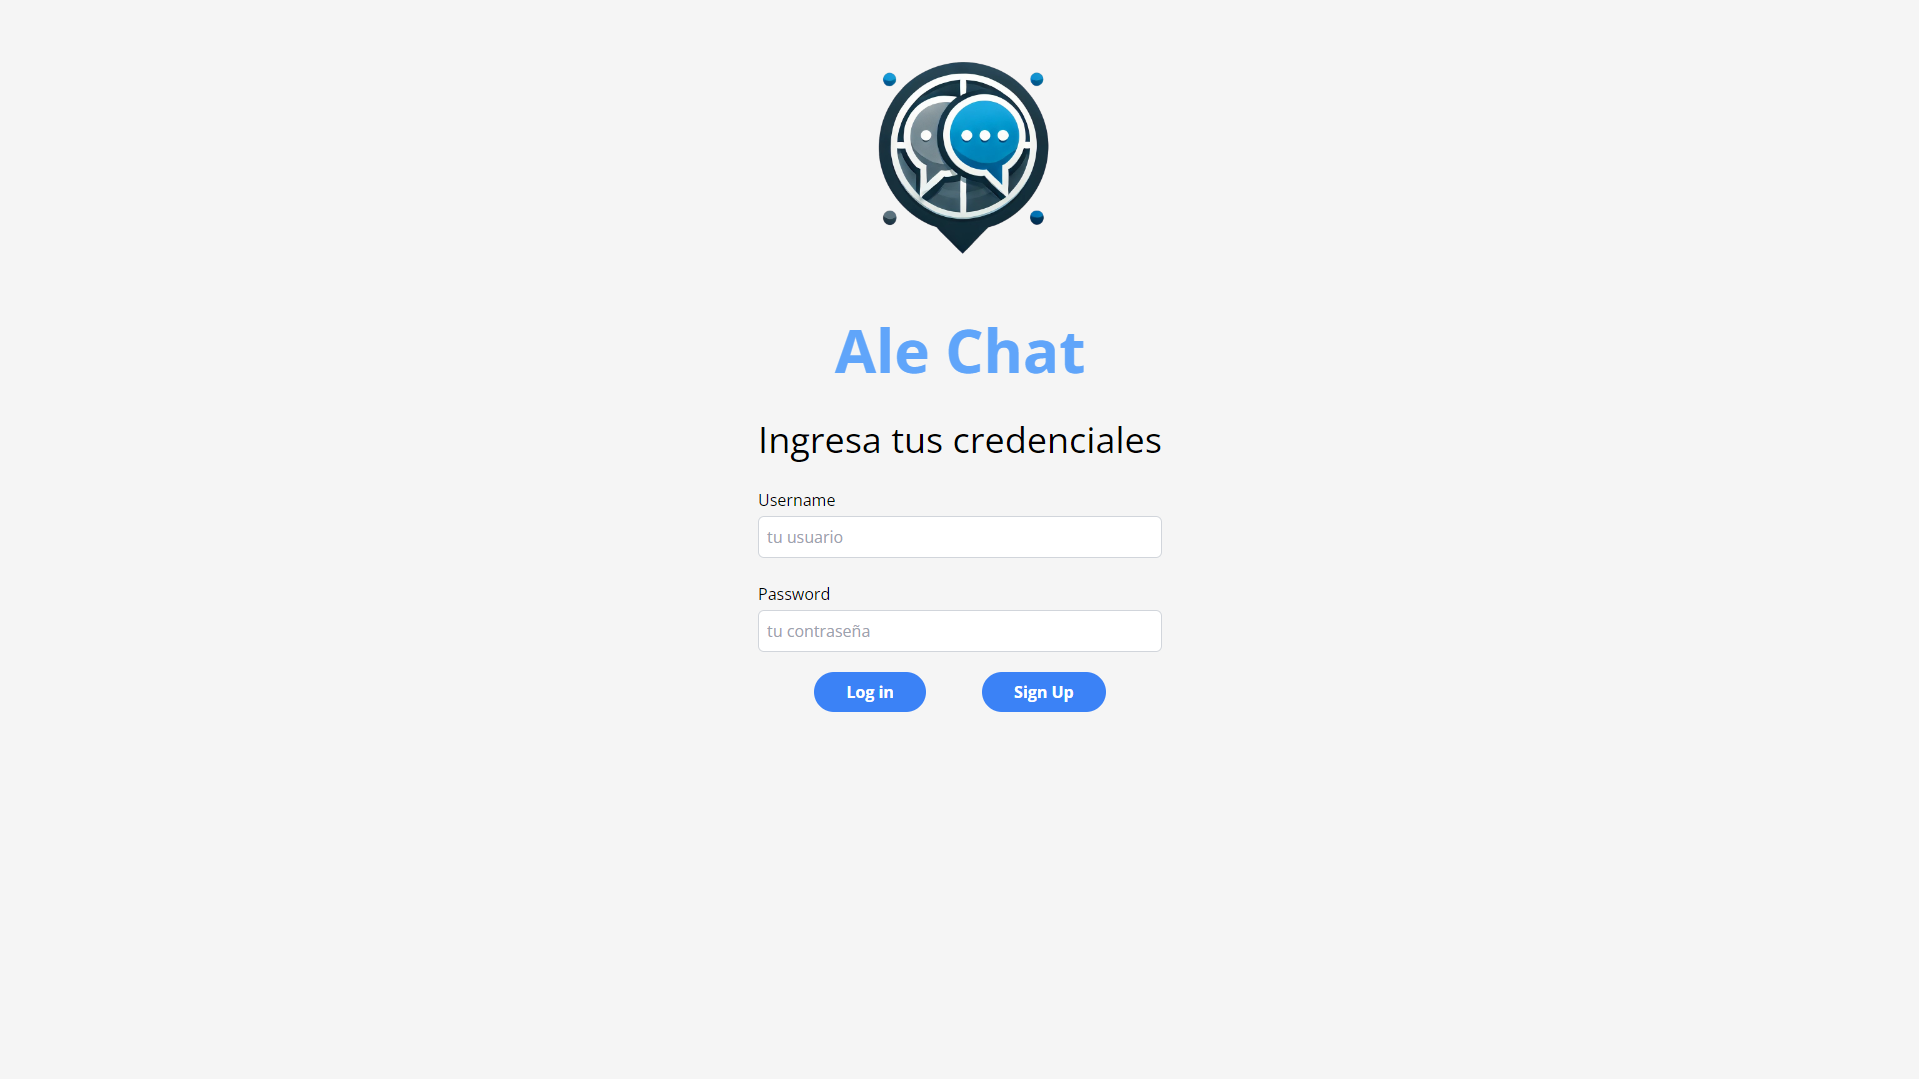 Ale Chat
Ingresa tus credenciales
Username
tu usuario
Password
tu contraseña
Log in
Sign Up